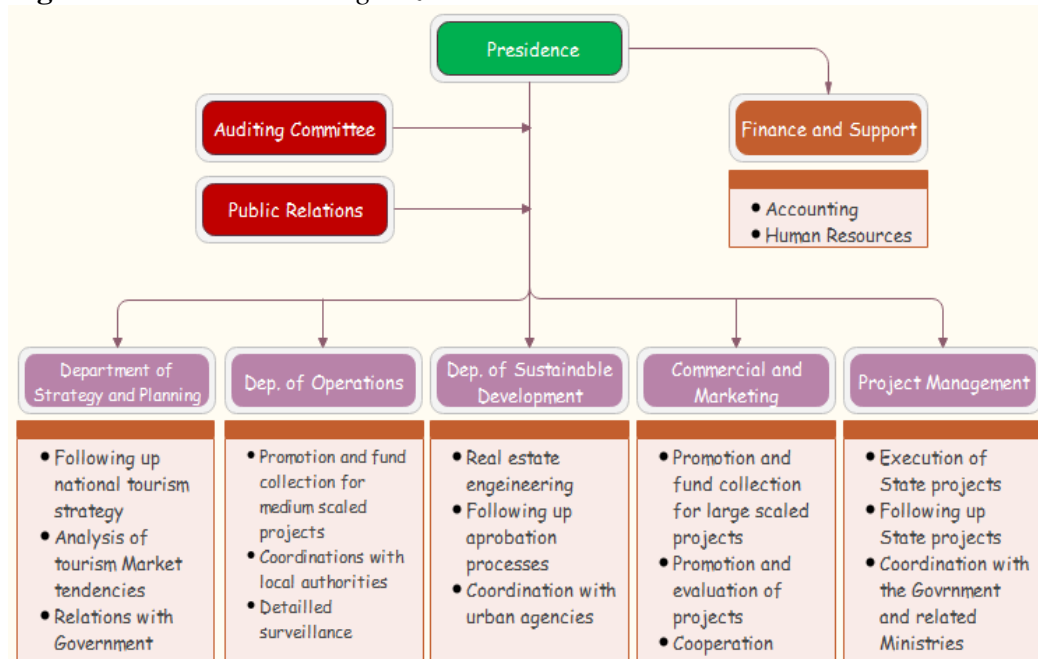 Presidence
Auditing Committee
Finance and Support
Public Relations
• Accounting
• Human Resources
Department of
Strategy and Planning
Dep. of Operations
Dep. of Sustainable
Development
Commercial and
Marketing
Project Management
• Following up
national tourism
strategy
• Analysis of
tourism Market
tendencies
• Relations with
Government
• Promotion and fund
collection for
medium scaled
projects
• Coordinations with
local authorities
• Detailled
surveillance
• Real estate
engeineering
• Following up
aprobation
processes
• Coordination with
urban agencies
• Promotion and
fund collection
for large scaled
projects
• Promotion and
evaluation of
projects
• Cooperation
• Execution of
State projects
• Following up
State projects
• Coordination with
the Govrnment
and related
Ministries